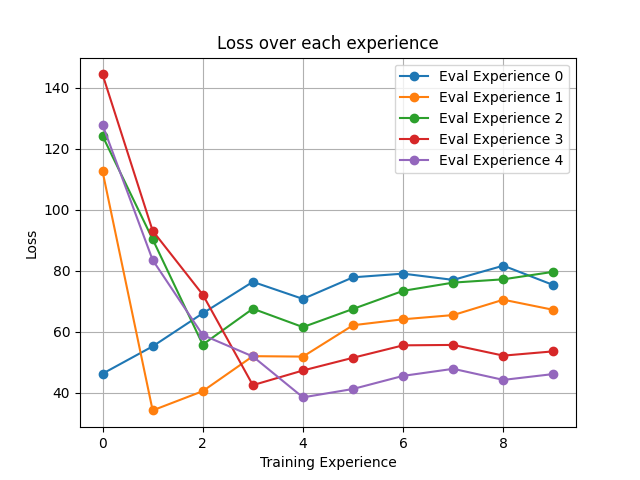 Loss over each experience
Eval Experience 0
Eval Experience 1
Eval Experience 2
Eval Experience 3
Eval Experience 4
Loss
140
120
100
80
60
40
0 2 4 6 8
Training Experience